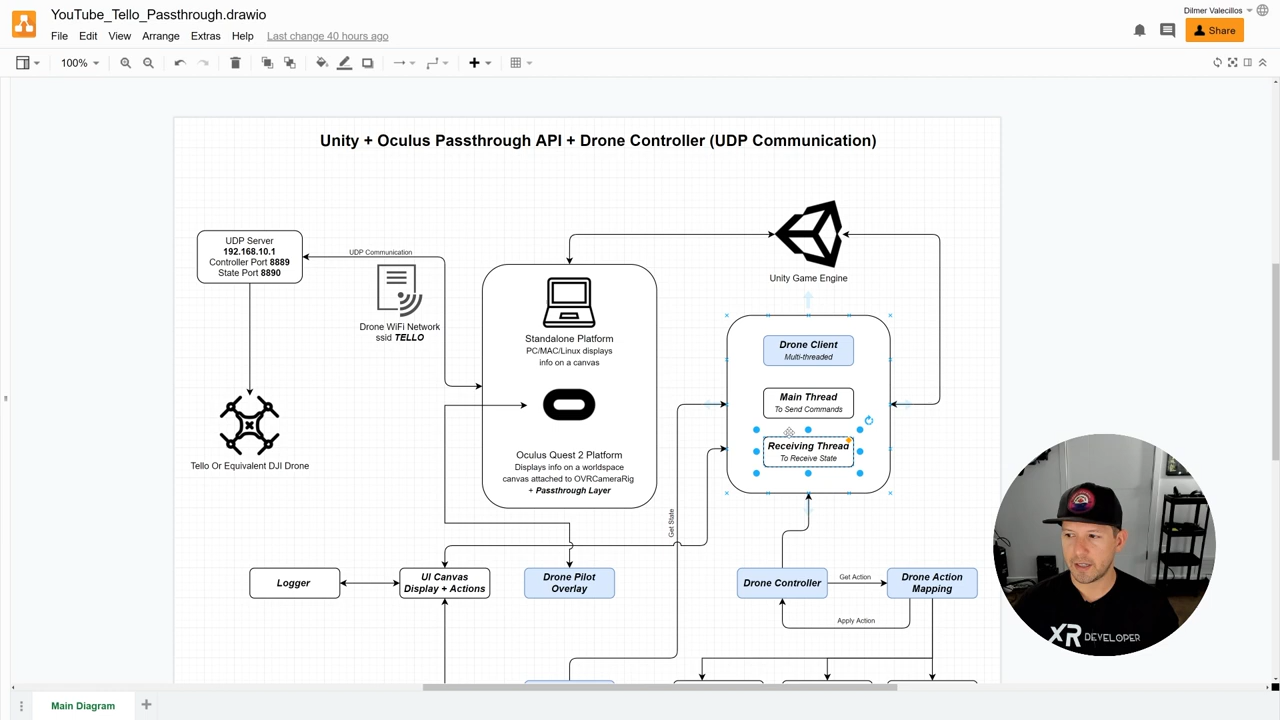 YouTube_Tello_Passthrough.drawio
Dilmer Valecillos
File Edit View Arrange Extras Help Last change 40 hours ago
Share
100%
Unity + Oculus Passthrough API + Drone Controller (UDP Communication)
UDP Server
192.168.10.1
Controller Port 8889
State Port 8890
UDP Communication
Drone WiFi Network
ssid TELLO
Tello Or Equivalent DJI Drone
Standalone Platform
PC/MAC/Linux displays
info on a canvas
Oculus Quest 2 Platform
Displays info on a worldspace
canvas attached to OVRCameraRig
+ Passthrough Layer
Unity Game Engine
Drone Client
Multi-threaded
Main Thread
To Send Commands
Receiving Thread
To Receive State
Get State
Logger
UI Canvas
Display + Actions
Drone Pilot
Overlay
Drone Controller
Get Action
Drone Action
Mapping
Apply Action
XR DEVELOPER
Main Diagram